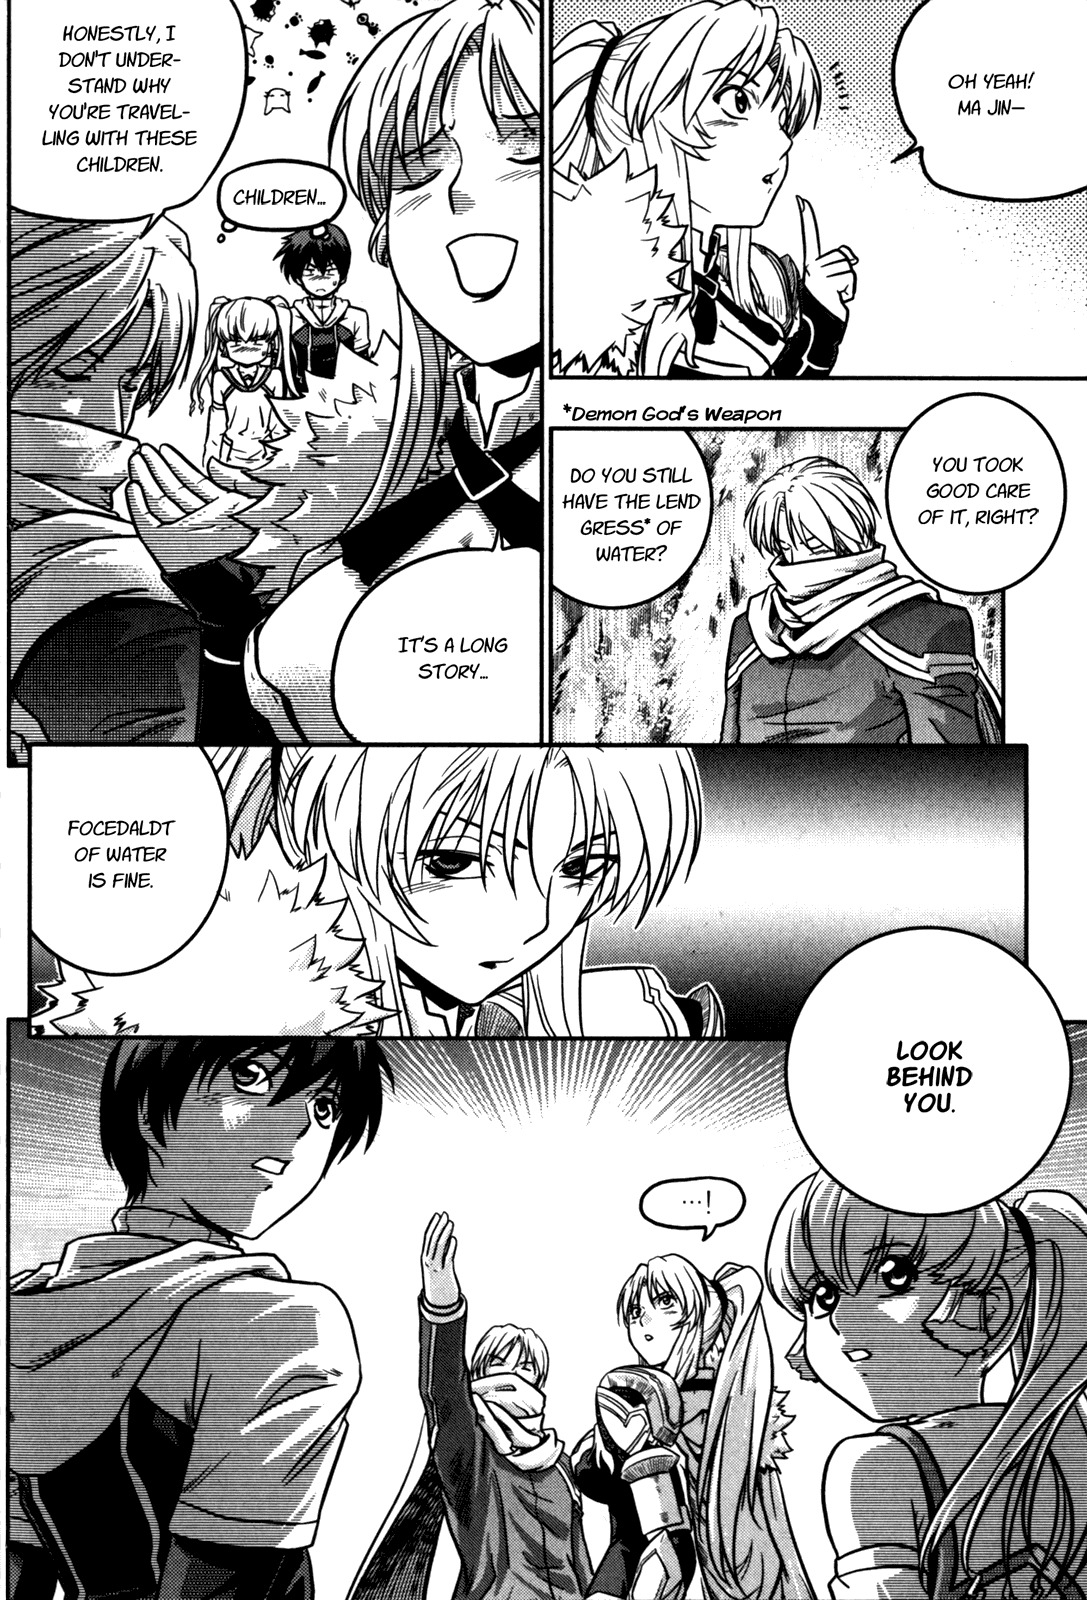 HONESTLY, I
DON'T UNDER-
STAND WHY
YOU'RE TRAVEL-
LING WITH THESE
CHILDREN.
CHILDREN...
IT'S A LONG
STORY...
OH YEAH!
MA JIN—
*Demon God's Weapon
DO YOU STILL
HAVE THE LEND
GRESS* OF
WATER?
YOU TOOK
GOOD CARE
OF IT, RIGHT?
FOCEDALDT
OF WATER
IS FINE.
LOOK
BEHIND
YOU.
...!